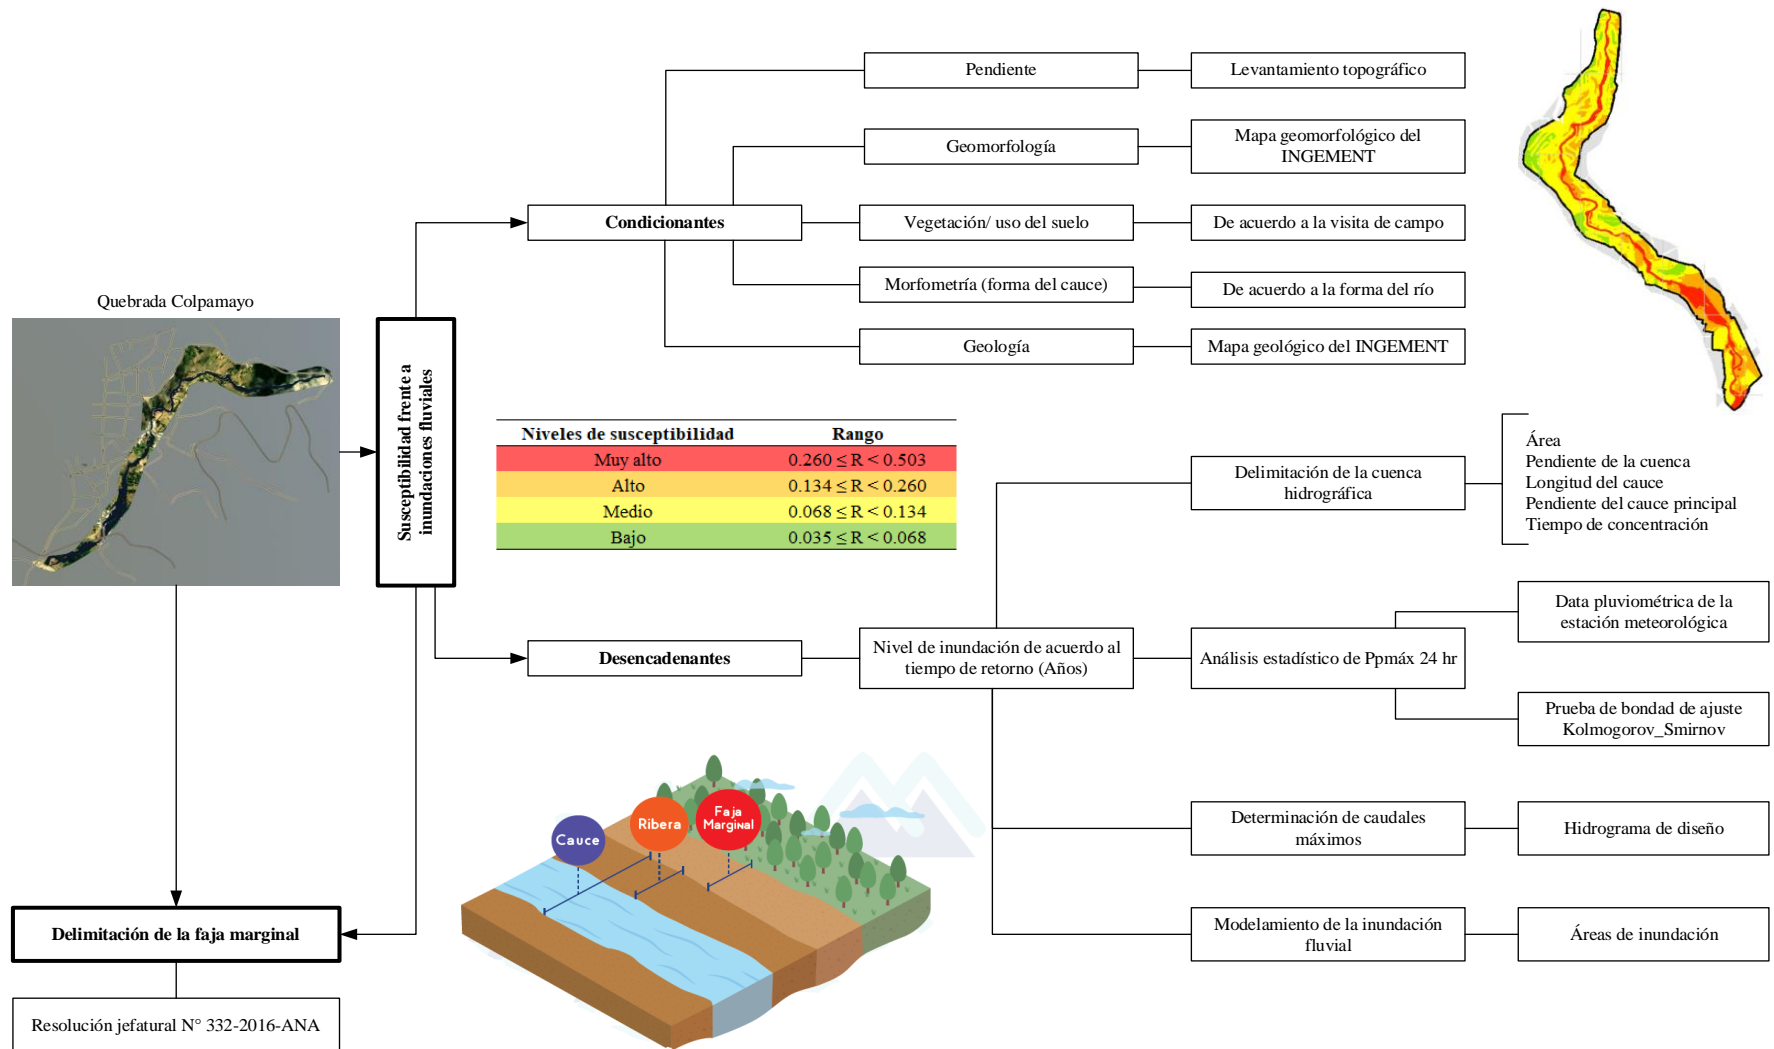 Pendiente
Levantamiento topográfico
Geomorfología
Mapa geomorfológico del
INGEMENT
Condicionantes
Vegetación/ uso del suelo
De acuerdo a la visita de campo
Morfometría (forma del cauce)
De acuerdo a la forma del río
Geología
Mapa geológico del INGEMENT
Quebrada Colpamayo
Susceptibilidad frente a
inundaciones fluviales
Niveles de susceptibilidad Rango
Muy alto 0.260 ≤ R < 0.503
Alto 0.134 ≤ R < 0.260
Medio 0.068 ≤ R < 0.134
Bajo 0.035 ≤ R < 0.068
Delimitación de la cuenca
hidrográfica
Área
Pendiente de la cuenca
Longitud del cauce
Pendiente del cauce principal
Tiempo de concentración
Desencadenantes
Nivel de inundación de acuerdo al
tiempo de retorno (Años)
Análisis estadístico de Ppmáx 24 hr
Data pluviométrica de la
estación meteorológica
Prueba de bondad de ajuste
Kolmogorov_Smirnov
Determinación de caudales
máximos
Hidrograma de diseño
Modelamiento de la inundación
fluvial
Áreas de inundación
Cauce
Ribera
Faja
Marginal
Delimitación de la faja marginal
Resolución jefatural N° 332-2016-ANA